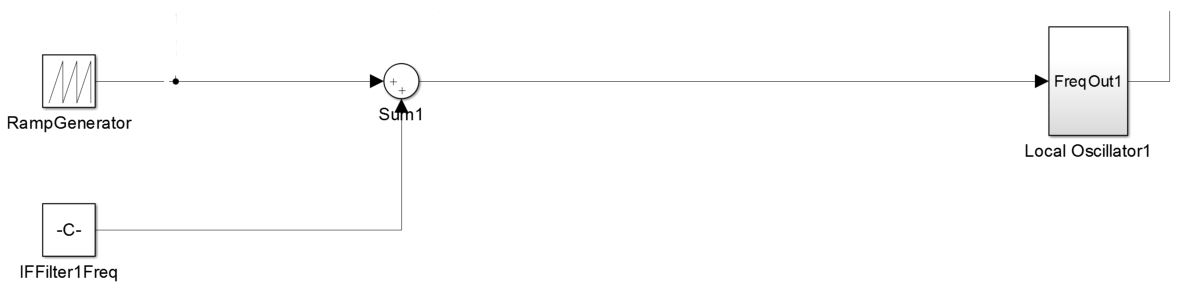 FreqOut1
+
+
Sum1
RampGenerator
Local Oscillator1
-C-
IFFilter1Freq